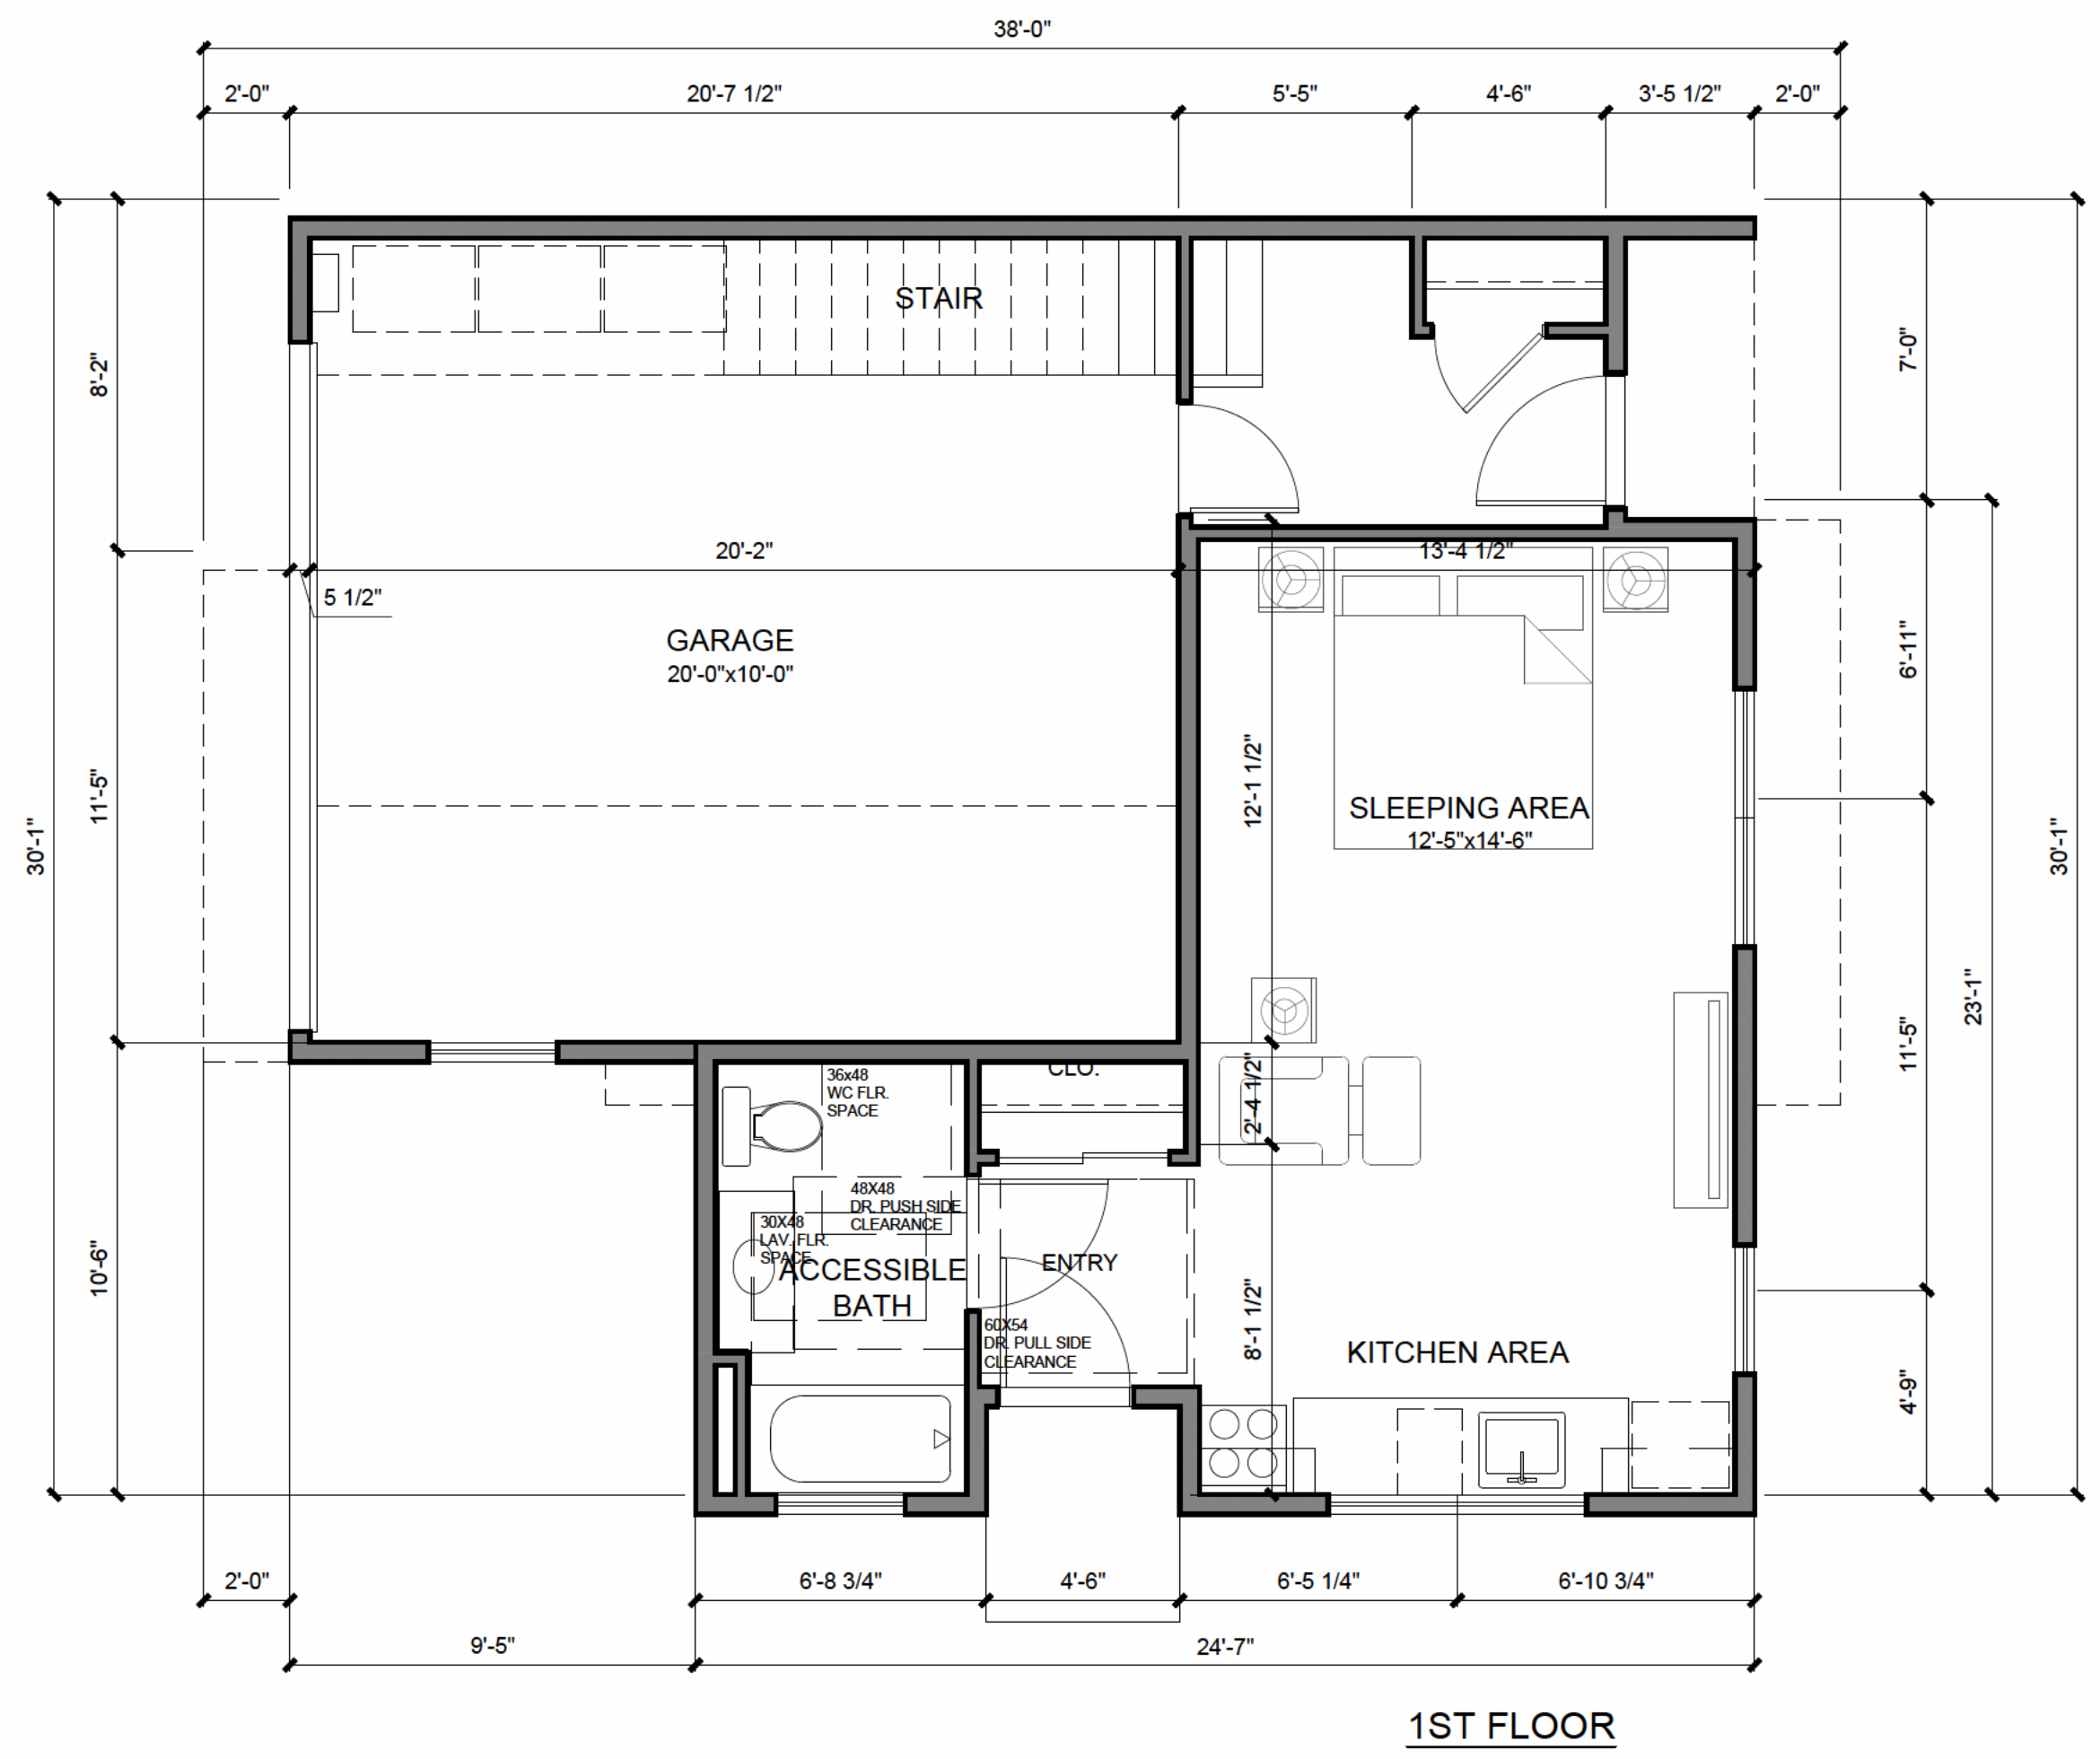 38'-0"
2'-0"
20'-7 1/2"
5'-5"
4'-6"
3'-5 1/2"
2'-0"
STAIR
8'-2"
7'-0"
20'-2"
13'-4 1/2"
5 1/2"
GARAGE
20'-0"x10'-0"
6'-11"
11'-5"
12'-1 1/2"
SLEEPING AREA
12'-5"x14'-6"
30'-1"
30'-1"
23'-1"
11'-5"
CLO.
2'-4 1/2"
36x48
WC FLR.
SPACE
48X48
DR. PUSH SIDE
CLEARANCE
30X48
LAV. FLR.
SPACE
ACCESSIBLE
BATH
ENTRY
10'-6"
8'-1 1/2"
60X54
DR. PULL SIDE
CLEARANCE
KITCHEN AREA
4'-9"
2'-0"
6'-8 3/4"
4'-6"
6'-5 1/4"
6'-10 3/4"
9'-5"
24'-7"
1ST FLOOR